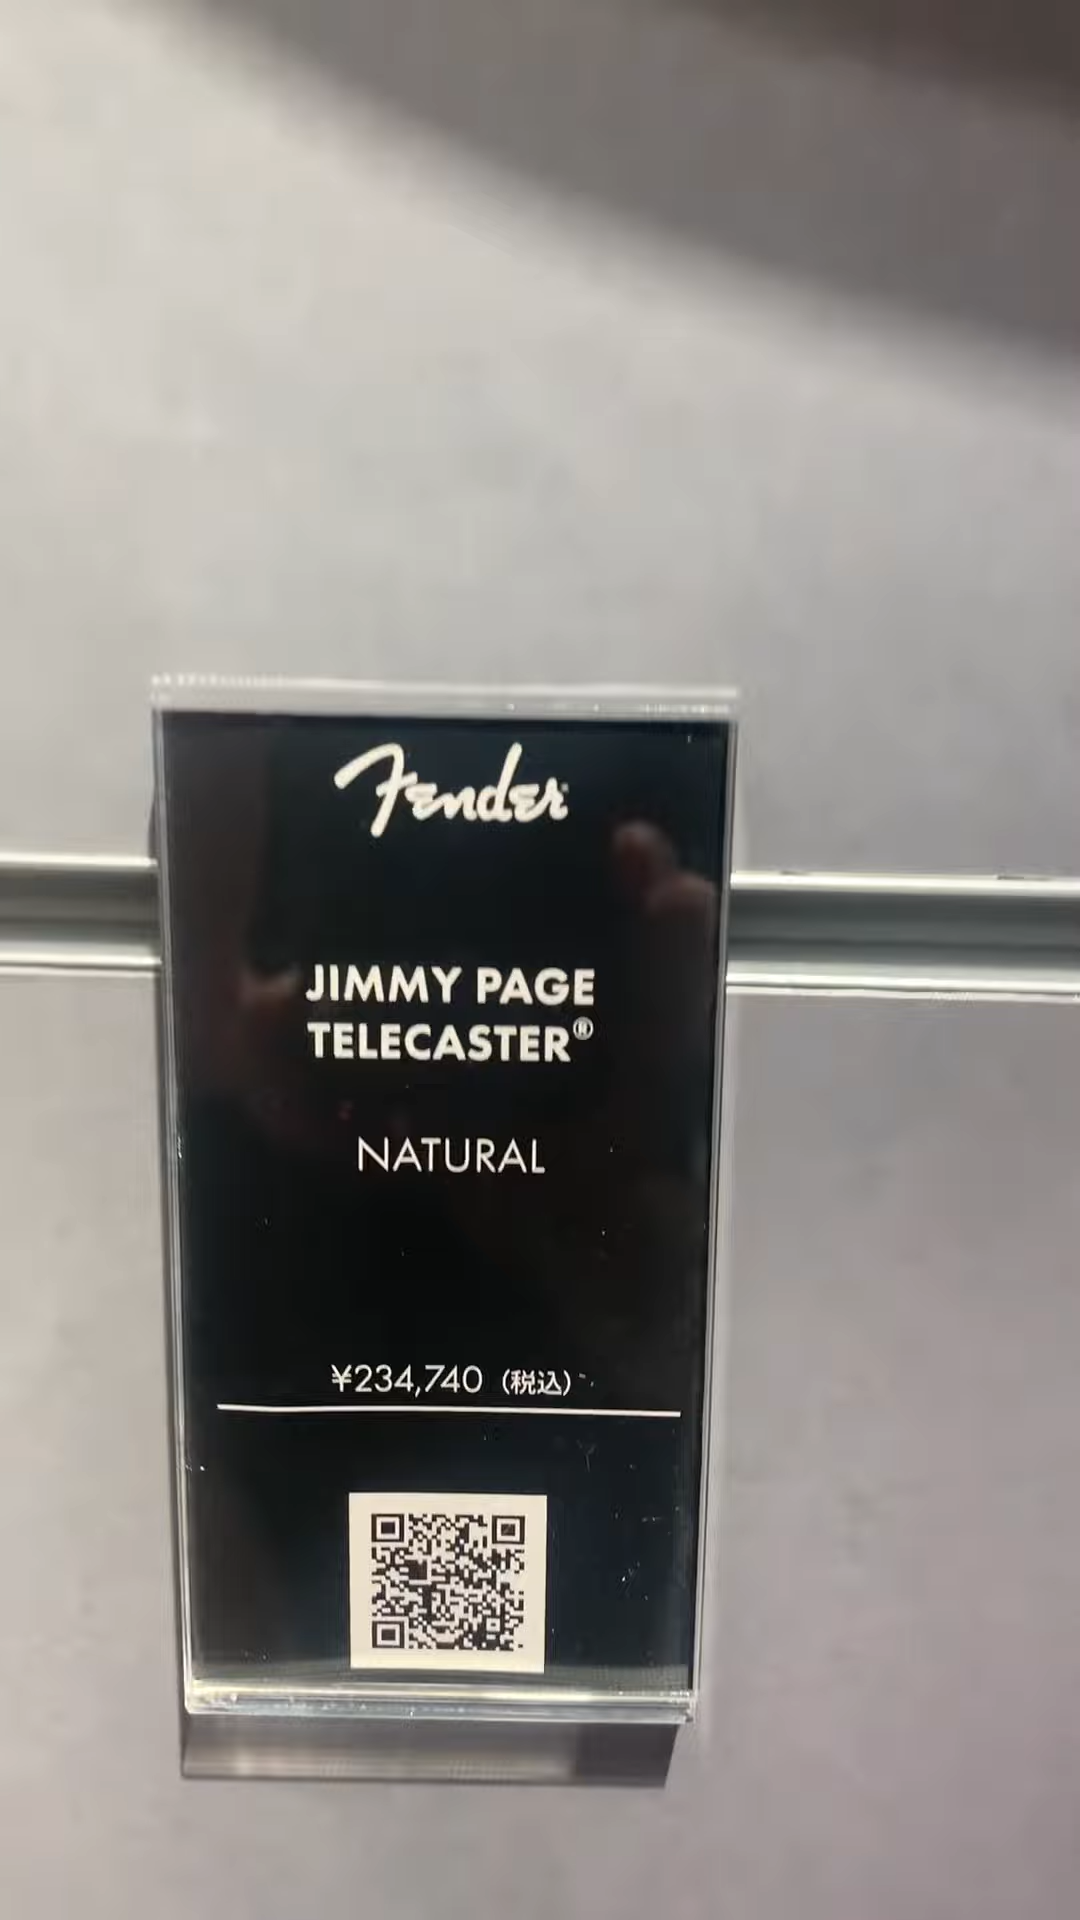 Fender
JIMMY PAGE
TELECASTER®
NATURAL
¥234,740（税込）